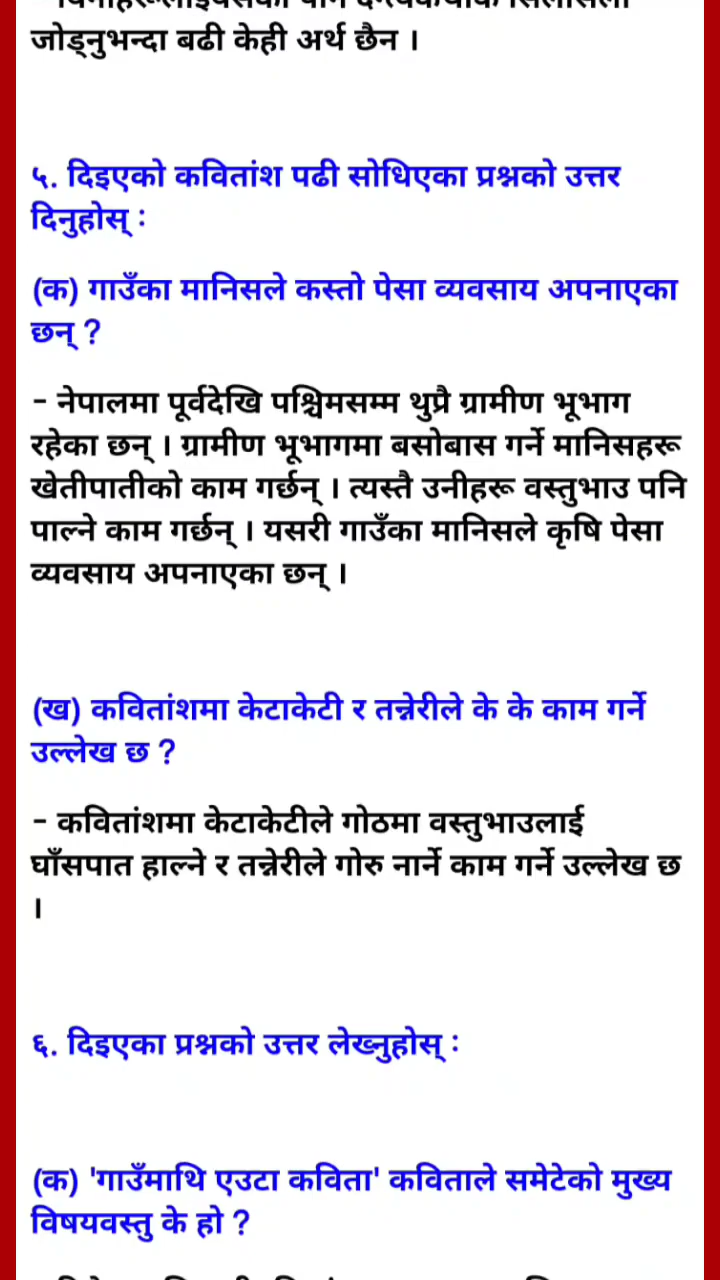 जोड्नुभन्दा बढी केही अर्थ छैन ।
५. दिइएको कवितांश पढी सोधिएका प्रश्नको उत्तर
दिनुहोस् :
(क) गाउँका मानिसले कस्तो पेसा व्यवसाय अपनाएका
छन् ?
- नेपालमा पूर्वदेखि पश्चिमसम्म थुप्रै ग्रामीण भूभाग
रहेका छन् । ग्रामीण भूभागमा बसोबास गर्ने मानिसहरू
खेतीपातीको काम गर्छन् । त्यस्तै उनीहरू वस्तुभाउ पनि
पाल्ने काम गर्छन् । यसरी गाउँका मानिसले कृषि पेसा
व्यवसाय अपनाएका छन् ।
(ख) कवितांशमा केटाकेटी र तन्नेरीले के के काम गर्ने
उल्लेख छ ?
- कवितांशमा केटाकेटीले गोठमा वस्तुभाउलाई
घाँसपात हाल्ने र तन्नेरीले गोरु नार्ने काम गर्ने उल्लेख छ
।
६. दिइएका प्रश्नको उत्तर लेख्नुहोस् :
(क) 'गाउँमाथि एउटा कविता' कविताले समेटेको मुख्य
विषयवस्तु के हो ?